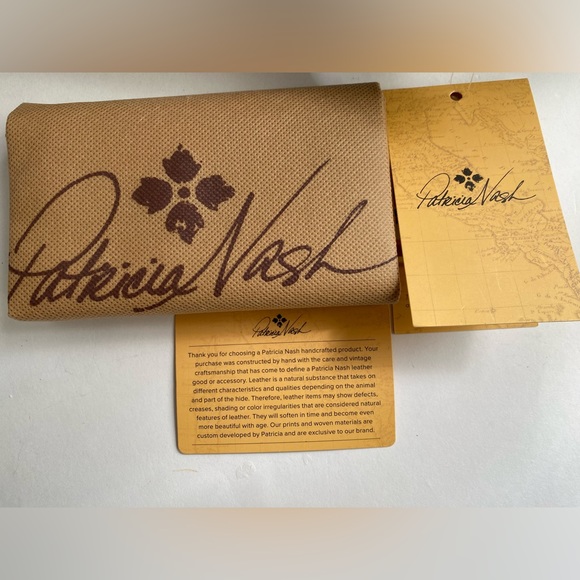 Patricia Nash
Patricia Nash
Patricia Nash
Thank you for choosing a Patricia Nash handcrafted product. Your
purchase was constructed by hand with the care and vintage
craftsmanship that has come to define a Patricia Nash leather
good or accessory. Leather is a natural substance that takes on
different characteristics and qualities depending on the animal
and part of the hide. Therefore, leather items may show defects,
creases, shading or color irregularities that are considered natural
features of leather. They will soften in time and become even
more beautiful with age. Our prints and woven materials are
custom developed by Patricia and are exclusive to our brand.